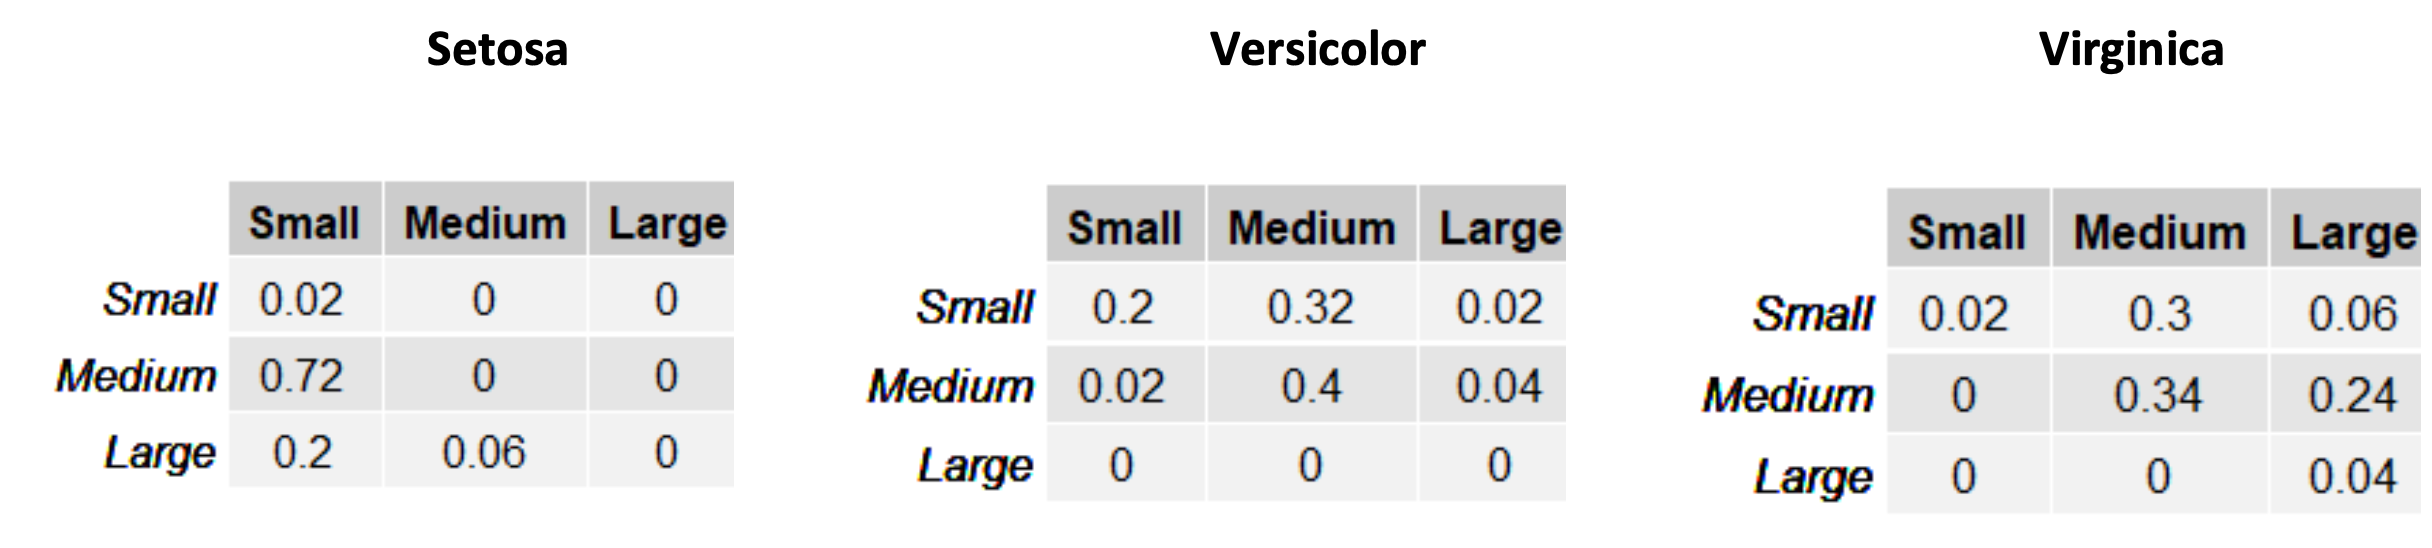 Setosa Versicolor Virginica
Small Medium Large Small Medium Large Small Medium Large
Small 0.02 0 0 Small 0.2 0.32 0.02 Small 0.02 0.3 0.06
Medium 0.72 0 0 Medium 0.02 0.4 0.04 Medium 0 0.34 0.24
Large 0.2 0.06 0 Large 0 0 0 Large 0 0 0.04